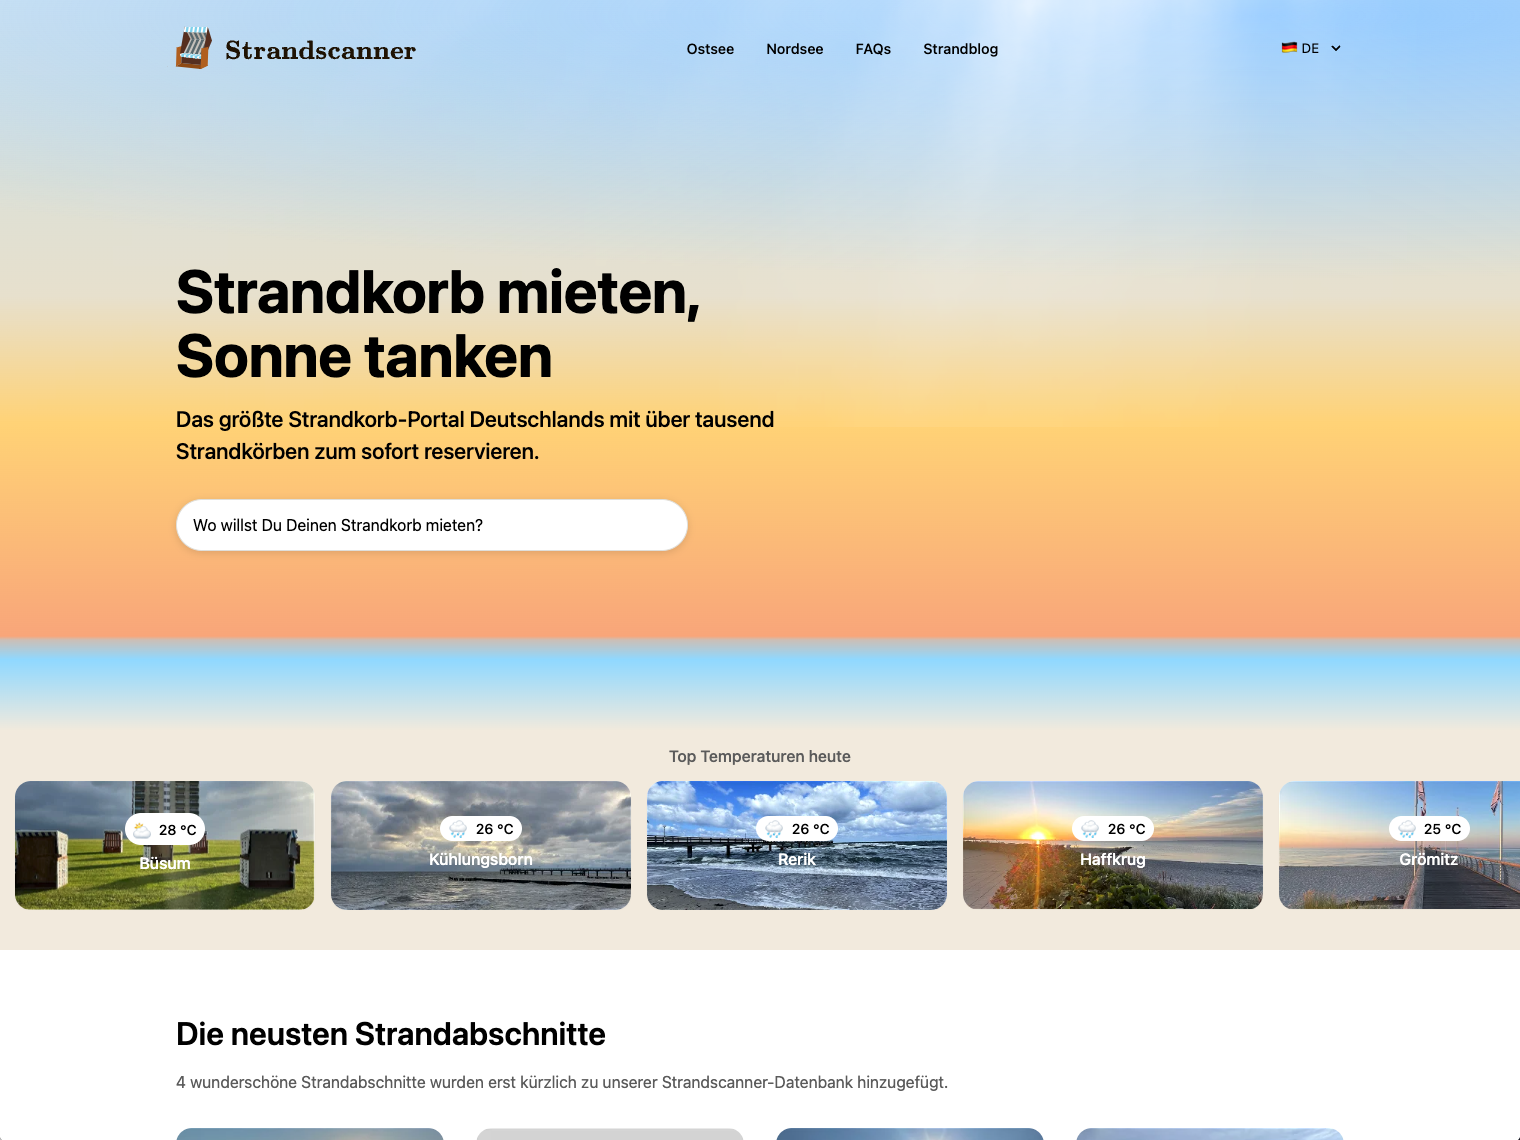 Strandscanner
Ostsee
Nordsee
FAQs
Strandblog
DE
Strandkorb mieten,
Sonne tanken
Das größte Strandkorb-Portal Deutschlands mit über tausend
Strandkörben zum sofort reservieren.
Wo willst Du Deinen Strandkorb mieten?
Top Temperaturen heute
28 °C
Büsum
26 °C
Kühlungsborn
26 °C
Rerik
26 °C
Haffkrug
25 °C
Grömitz
Die neusten Strandabschnitte
4 wunderschöne Strandabschnitte wurden erst kürzlich zu unserer Strandscanner-Datenbank hinzugefügt.